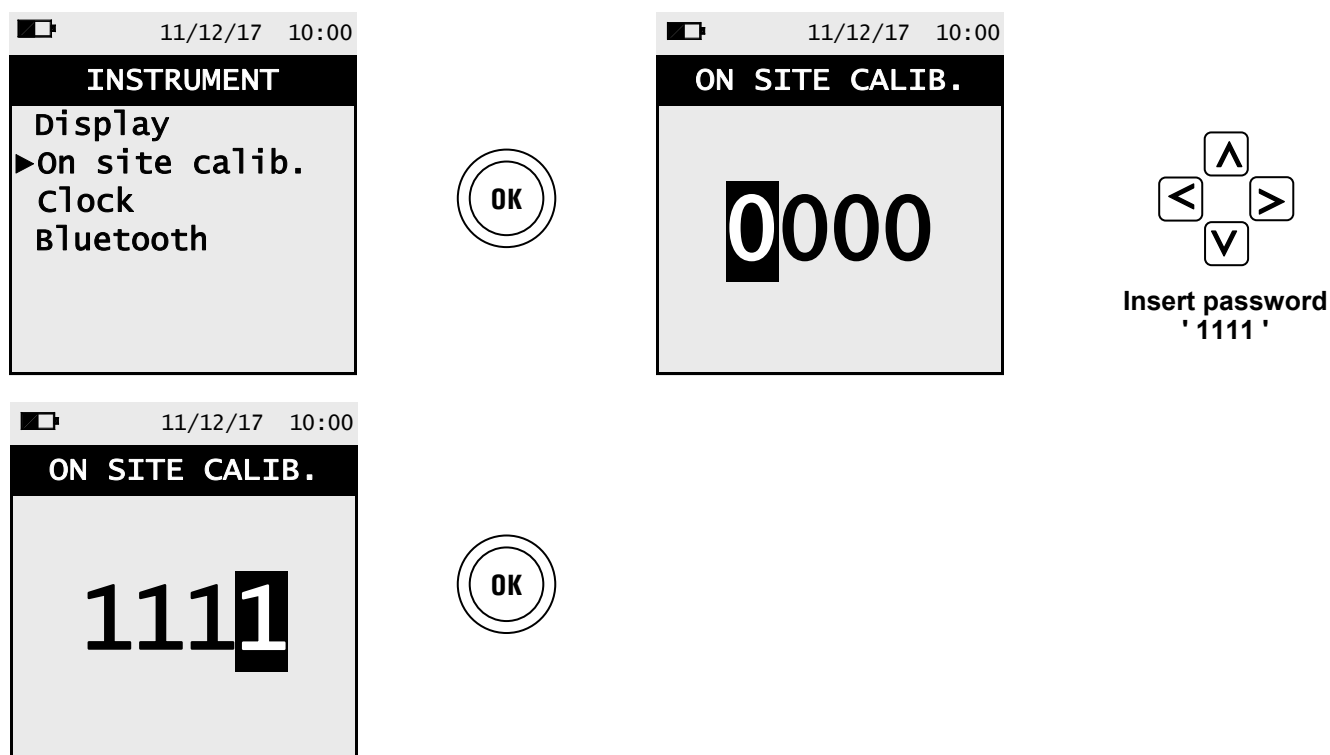 11/12/17 10:00
INSTRUMENT
Display
►On site calib.
Clock
Bluetooth
OK
11/12/17 10:00
ON SITE CALIB.
0000
∧
< >
∨
Insert password
' 1111 '
11/12/17 10:00
ON SITE CALIB.
1111
OK